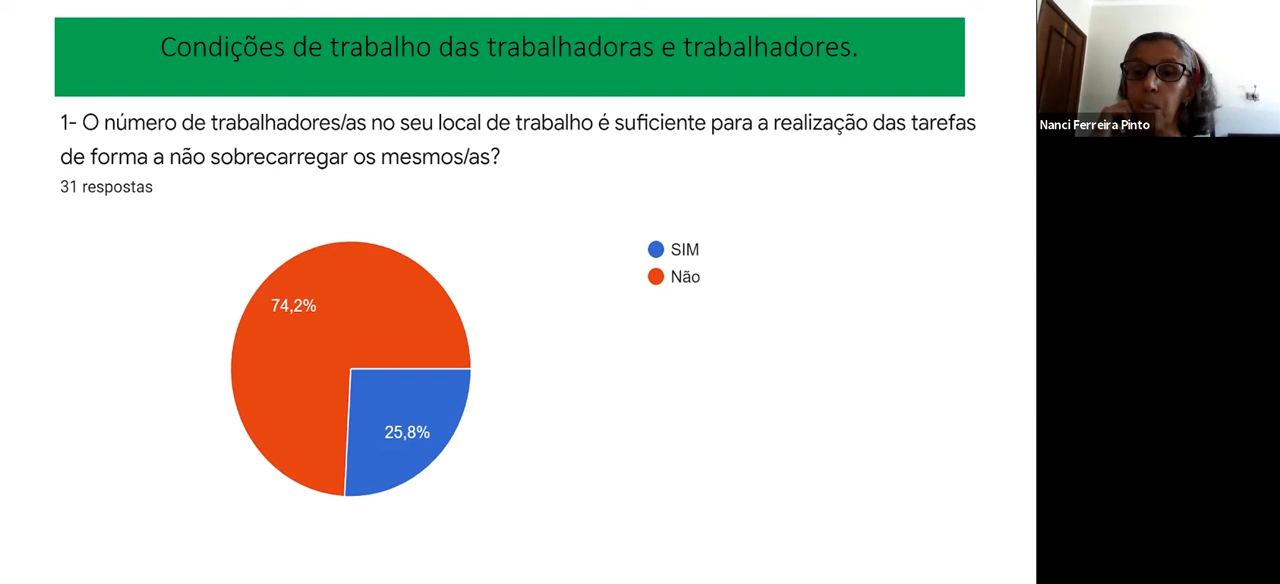 Condições de trabalho das trabalhadoras e trabalhadores.
1- O número de trabalhadores/as no seu local de trabalho é suficiente para a realização das tarefas
de forma a não sobrecarregar os mesmos/as?
31 respostas
SIM
Não
74,2%
25,8%
Nanci Ferreira Pinto